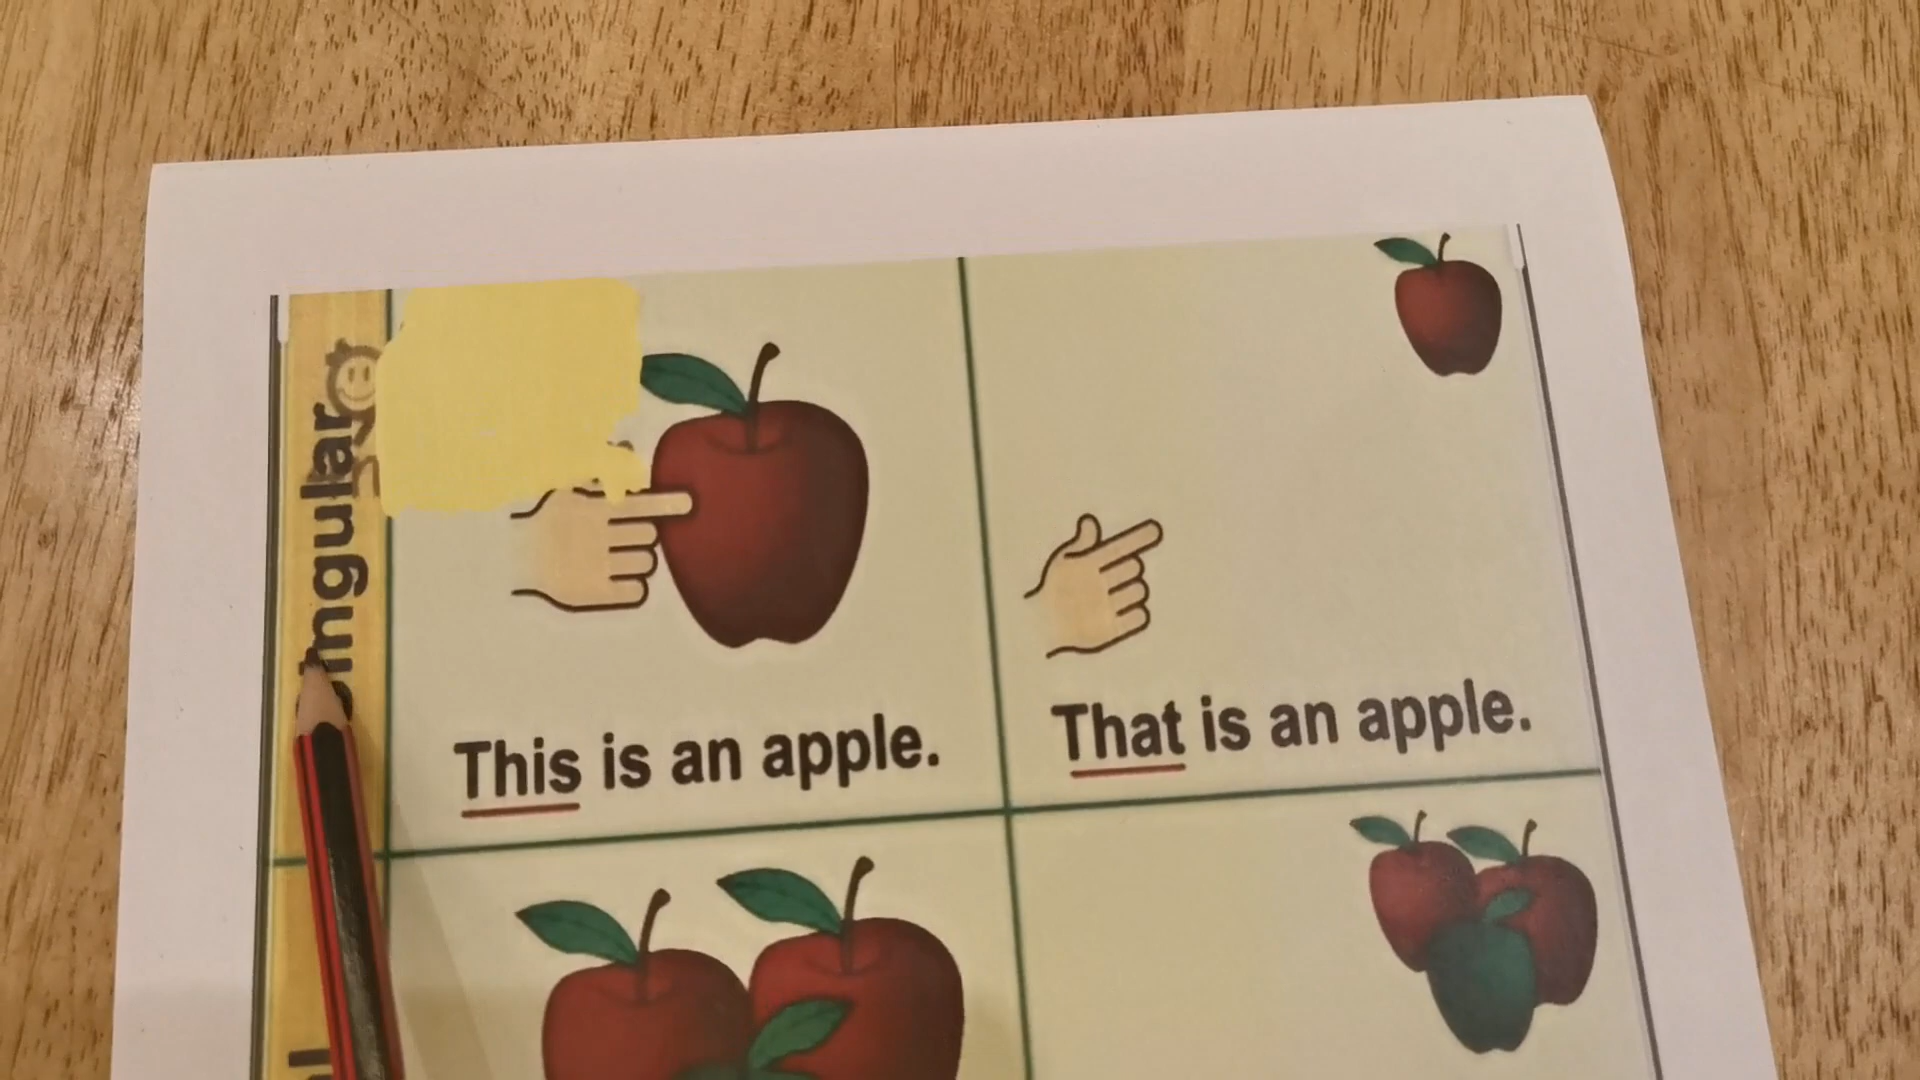 Singular
This is an apple.
That is an apple.